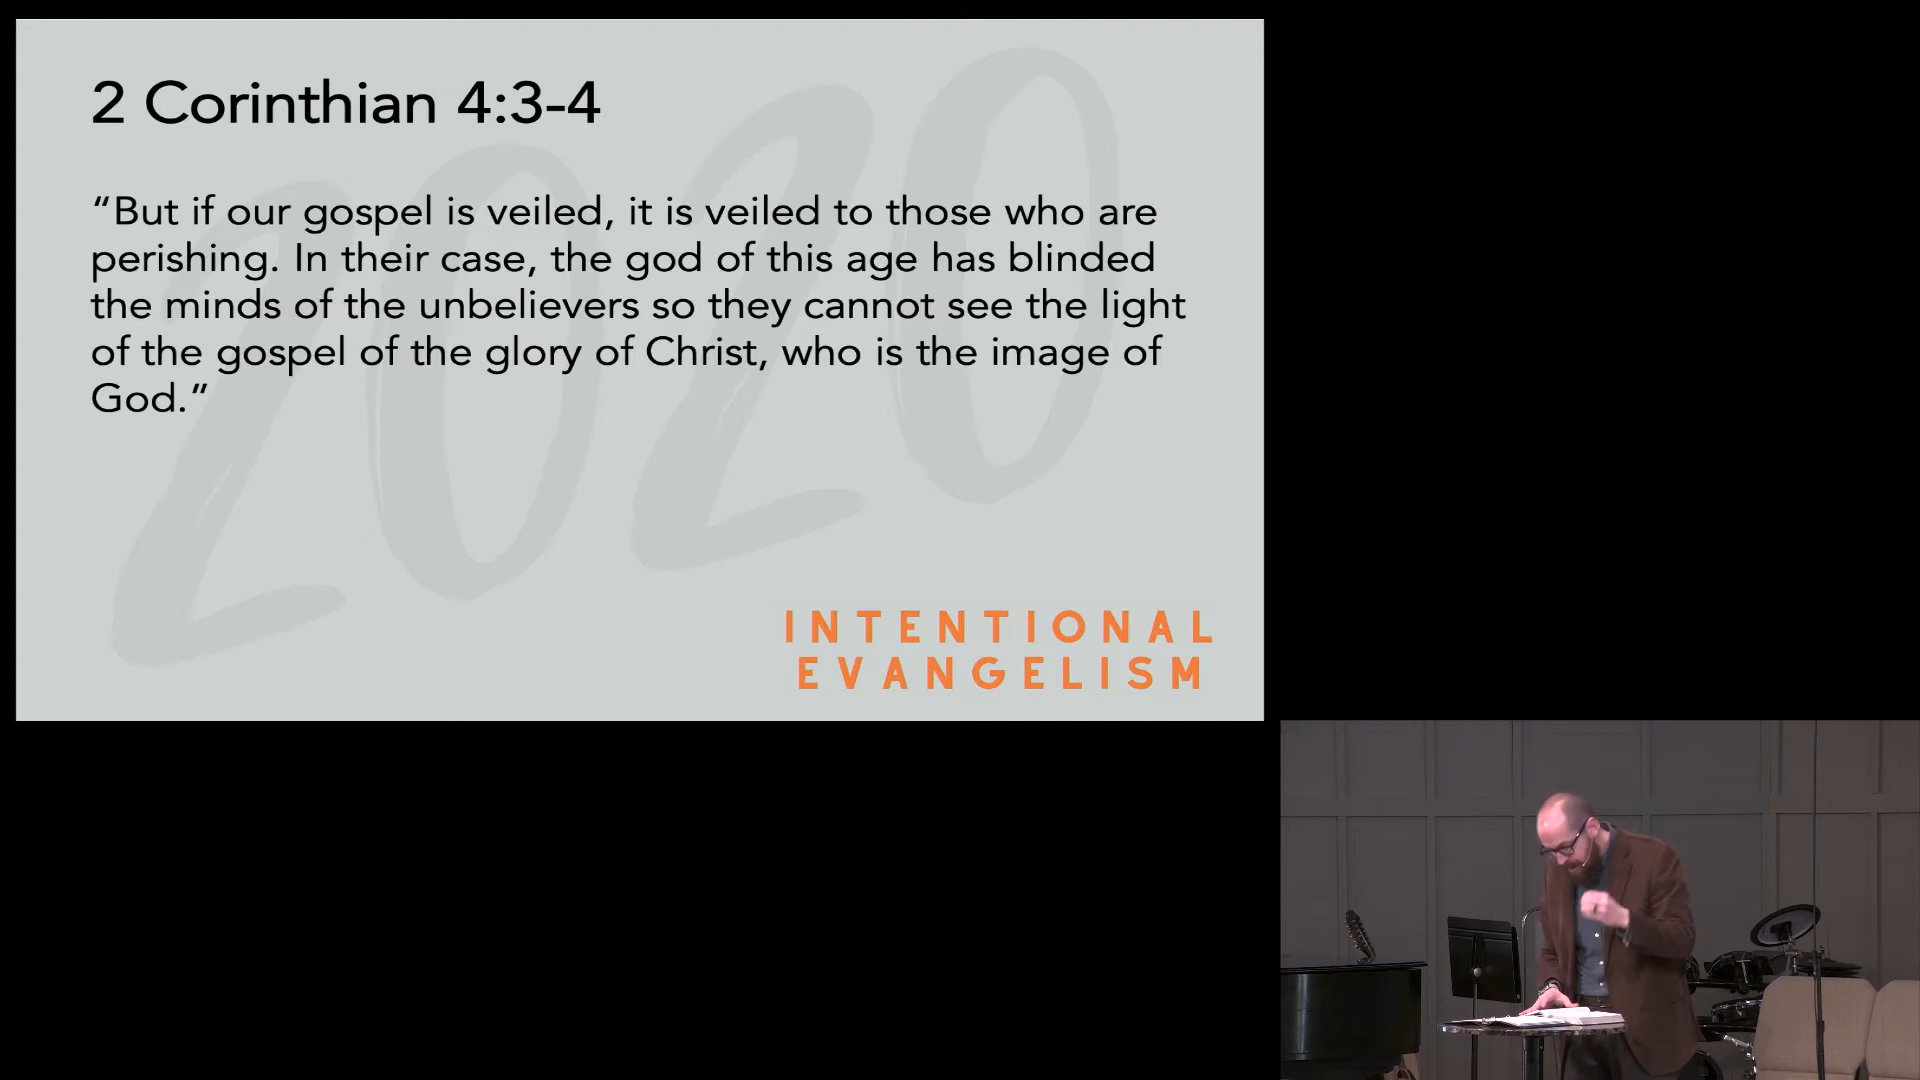 2 Corinthian 4:3-4
“But if our gospel is veiled, it is veiled to those who are
perishing. In their case, the god of this age has blinded
the minds of the unbelievers so they cannot see the light
of the gospel of the glory of Christ, who is the image of
God.”
2020
INTENTIONAL
EVANGELISM